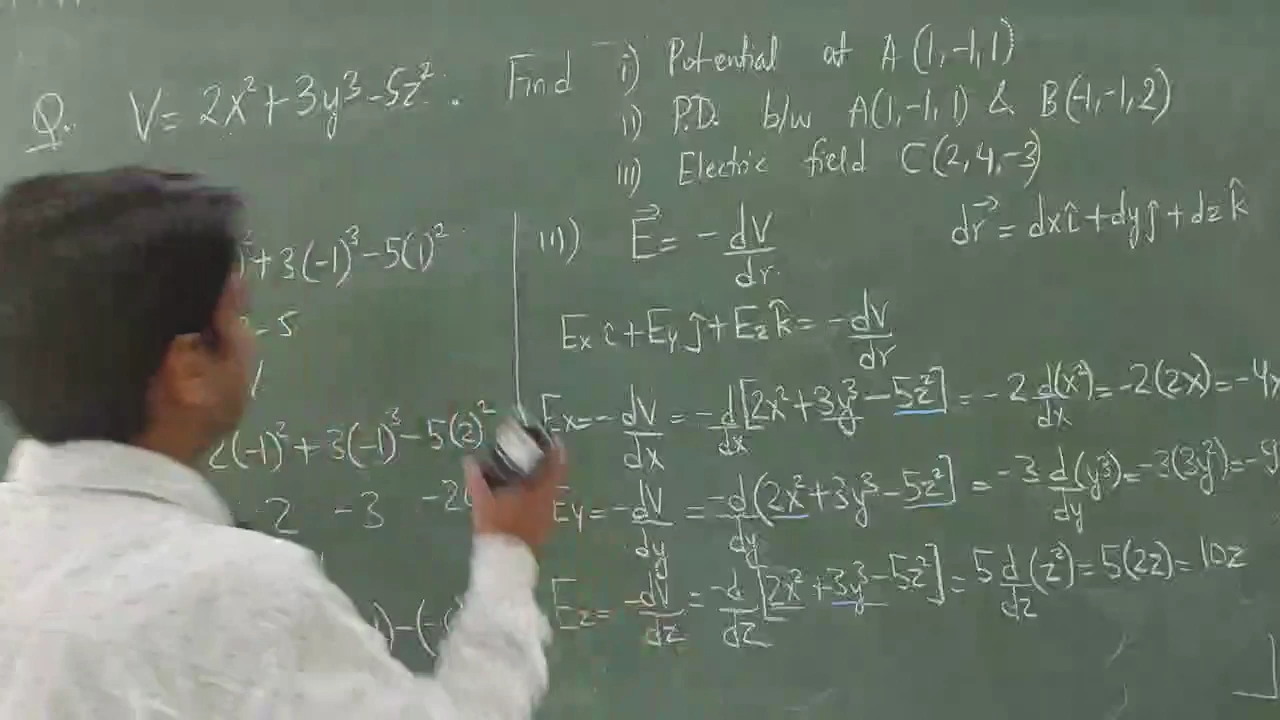 Q. V = 2x² + 3y³ - 5z². Find i) Potential at A (1, -1, 1)
ii) P.D. b/w A(1, -1, 1) & B(-1, -1, 2)
iii) Electric field C(2, 4, -3)
+ 3(-1)³ - 5(1)²
- 5
2(-1)² + 3(-1)³ - 5(2)²
2 - 3
iii) E⃗ = - dV/dr
dr⃗ = dxî + dyĵ + dz k̂
Ex î + Ey ĵ + Ez k̂ = - dV/dr
Ex = - dV/dx = - d/dx [2x² + 3y³ - 5z²] = - 2 d(x²)/dx = - 2(2x) = - 4x
Ey = - dV/dy = - d/dy (2x² + 3y³ - 5z²] = - 3 d/dy (y³) = - 3(3y²) = - 9
Ez = - dV/dz = - d/dz [2x² + 3y³ - 5z²] = 5 d/dz (z²) = 5(2z) = 10z